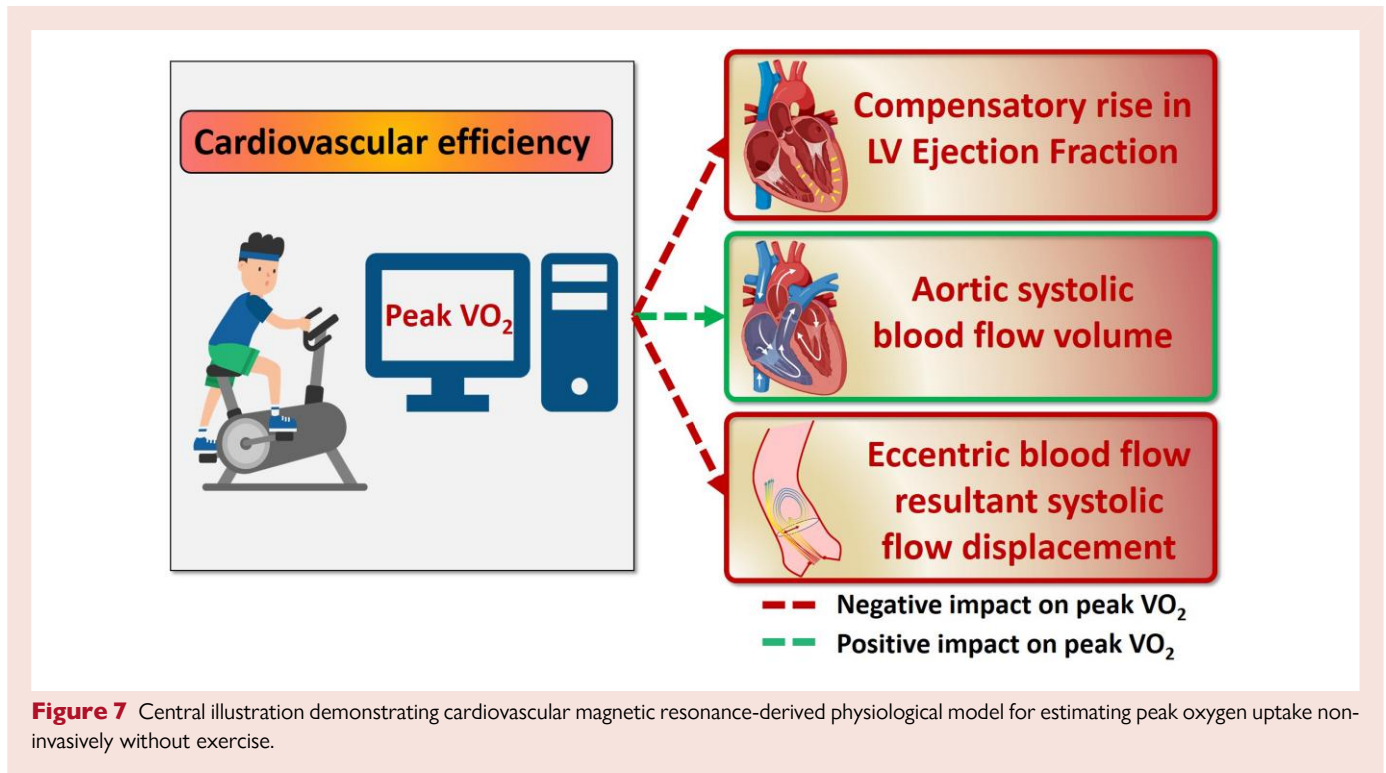 Cardiovascular efficiency
Peak VO₂
Compensatory rise in
LV Ejection Fraction
Aortic systolic
blood flow volume
Eccentric blood flow
resultant systolic
flow displacement
Negative impact on peak VO₂
Positive impact on peak VO₂
Figure 7 Central illustration demonstrating cardiovascular magnetic resonance-derived physiological model for estimating peak oxygen uptake non-
invasively without exercise.